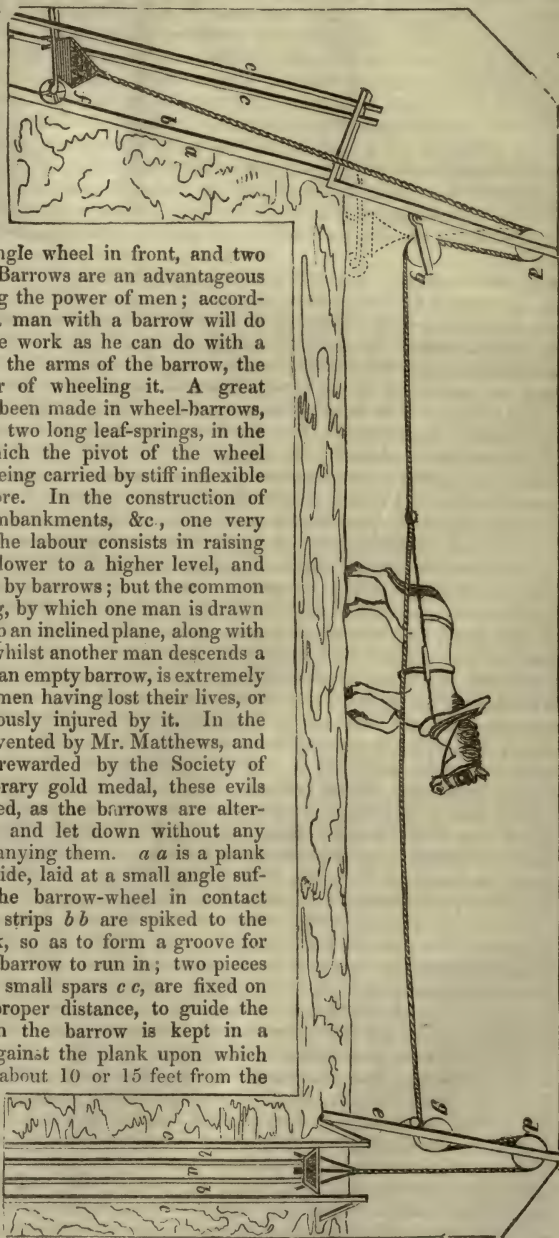 ngle wheel in front, and two
Barrows are an advantageous
g the power of men; accord-
man with a barrow will do
e work as he can do with a
the arms of the barrow, the
r of wheeling it. A great
been made in wheel-barrows,
two long leaf-springs, in the
ich the pivot of the wheel
eing carried by stiff inflexible
re. In the construction of
mbankments, &c., one very
he labour consists in raising
lower to a higher level, and
by barrows; but the common
g, by which one man is drawn
p an inclined plane, along with
whilst another man descends a
an empty barrow, is extremely
men having lost their lives, or
ously injured by it. In the
vented by Mr. Matthews, and
rewarded by the Society of
rary gold medal, these evils
ed, as the barrows are alter-
and let down without any
anying them. a a is a plank
ide, laid at a small angle suf-
he barrow-wheel in contact
strips b b are spiked to the
k, so as to form a groove for
barrow to run in; two pieces
small spars c c, are fixed on
proper distance, to guide the
n the barrow is kept in a
against the plank upon which
about 10 or 15 feet from the
c
c
f
b
a
g
d
e
g
d
c
b
a
b
c